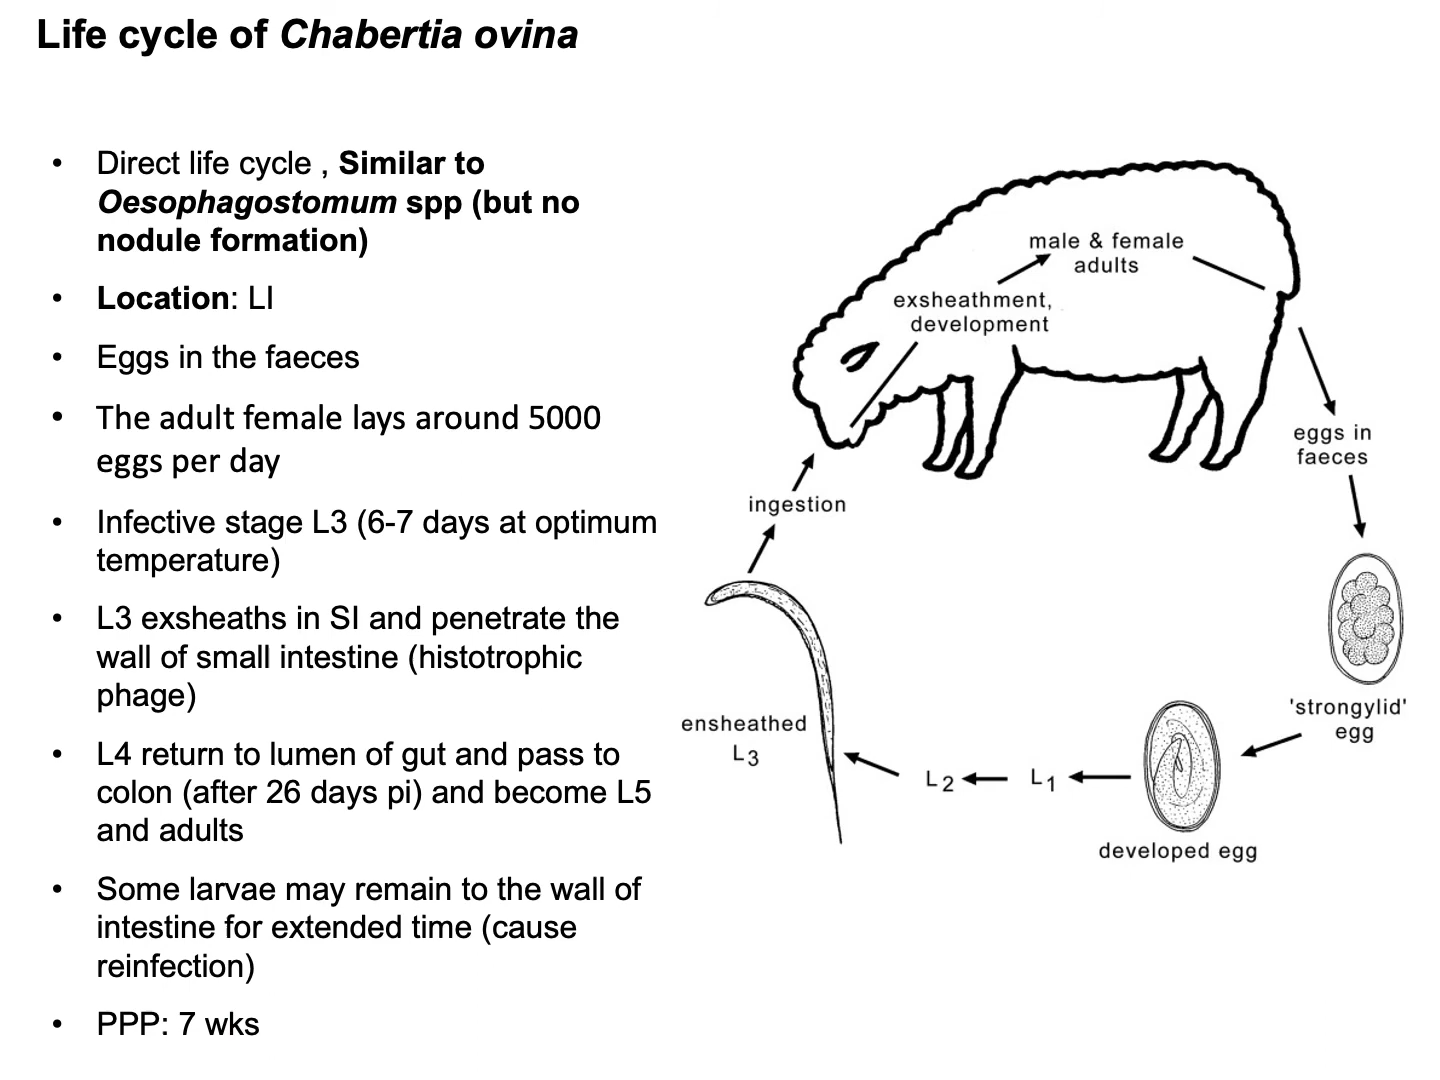 Life cycle of Chabertia ovina
• Direct life cycle , Similar to
Oesophagostomum spp (but no
nodule formation)
• Location: LI
• Eggs in the faeces
• The adult female lays around 5000
eggs per day
• Infective stage L3 (6-7 days at optimum
temperature)
• L3 exsheaths in SI and penetrate the
wall of small intestine (histotrophic
phage)
• L4 return to lumen of gut and pass to
colon (after 26 days pi) and become L5
and adults
• Some larvae may remain to the wall of
intestine for extended time (cause
reinfection)
• PPP: 7 wks
male & female
adults
exsheathment,
development
eggs in
faeces
'strongylid'
egg
developed egg
L1
L2
ensheathed
L3
ingestion